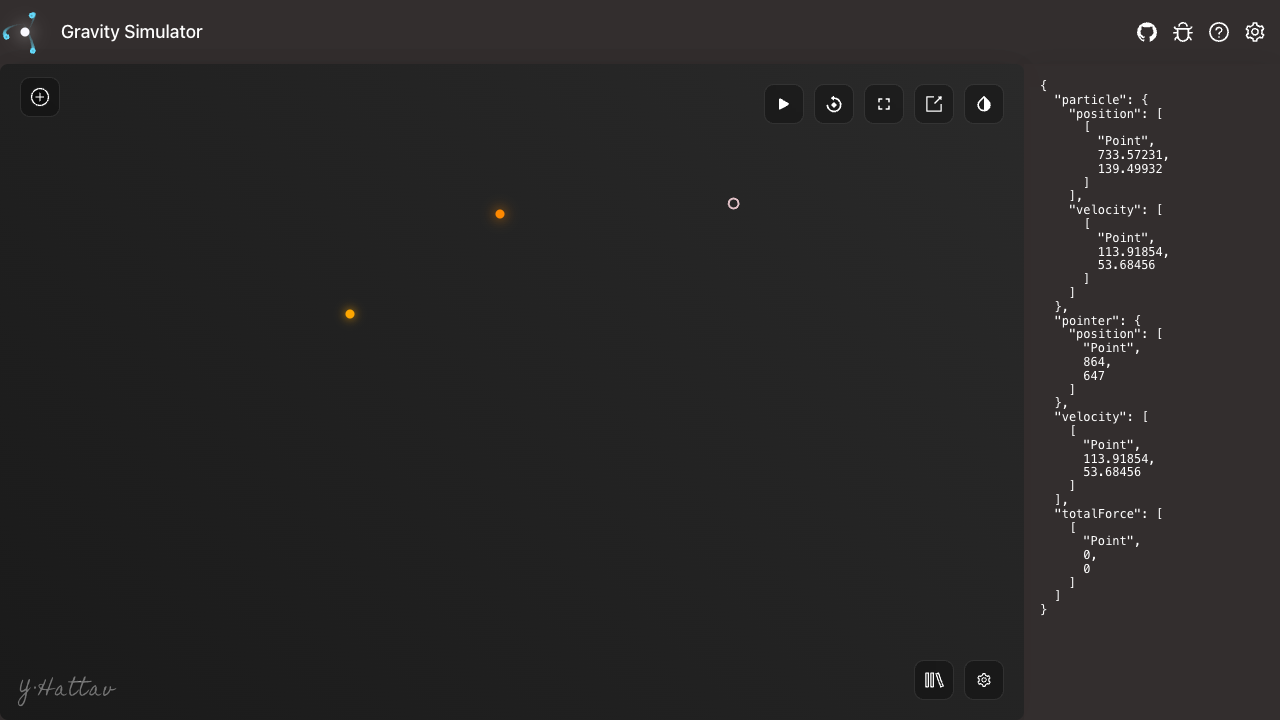 Gravity Simulator
{
"particle": {
"position": [
[
"Point",
733.57231,
139.49932
]
],
"velocity": [
[
"Point",
113.91854,
53.68456
]
]
},
"pointer": {
"position": [
"Point",
864,
647
]
},
"velocity": [
[
"Point",
113.91854,
53.68456
]
],
"totalForce": [
[
"Point",
0,
0
]
]
}
y.Hattav